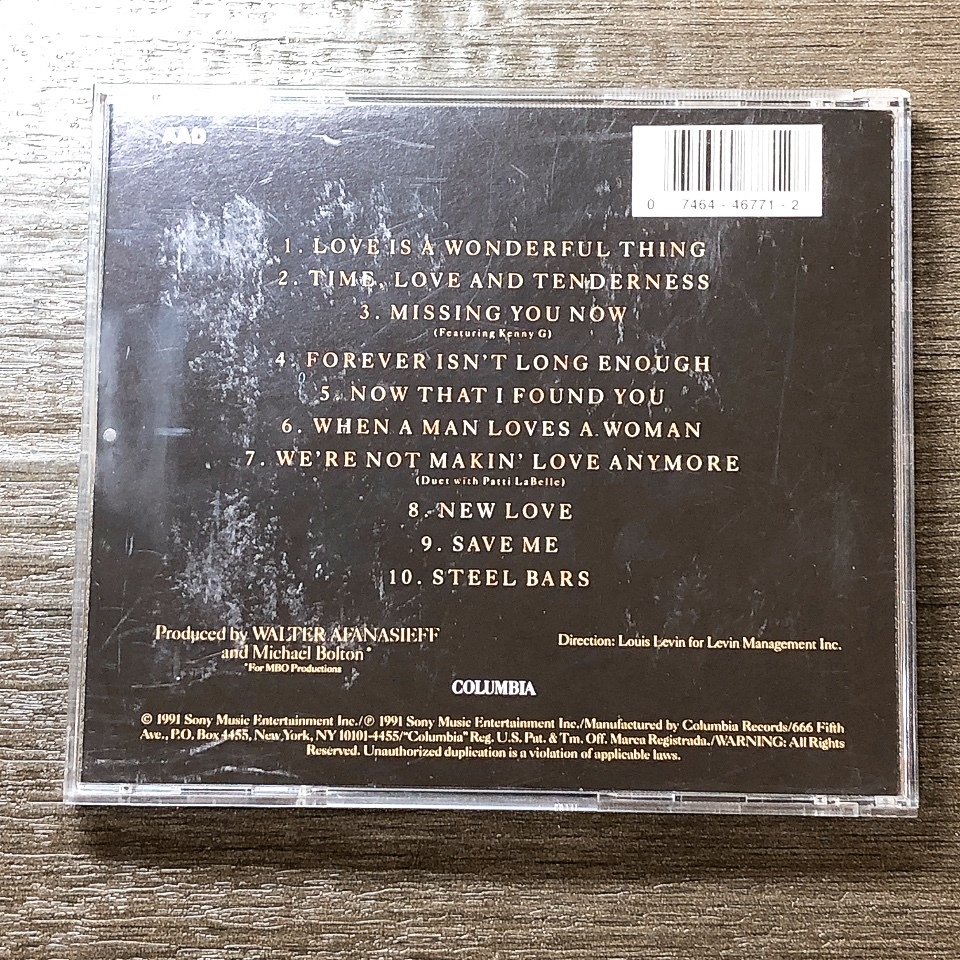 AAD
0 7464 - 46771 - 2
1. LOVE IS A WONDERFUL THING
2. TIME, LOVE AND TENDERNESS
3. MISSING YOU NOW
(Featuring Kenny G)
4. FOREVER ISN'T LONG ENOUGH
5. NOW THAT I FOUND YOU
6. WHEN A MAN LOVES A WOMAN
7. WE'RE NOT MAKIN' LOVE ANYMORE
(Duet with Patti LaBelle)
8. NEW LOVE
9. SAVE ME
10. STEEL BARS
Produced by WALTER AFANASIEFF
and Michael Bolton*
*For MBO Productions
Direction: Louis Levin for Levin Management Inc.
COLUMBIA
© 1991 Sony Music Entertainment Inc./℗ 1991 Sony Music Entertainment Inc./Manufactured by Columbia Records/666 Fifth
Ave., P.O. Box 4455, New York, NY 10101-4455/"Columbia" Reg. U.S. Pat. & Tm. Off. Marca Registrada./WARNING: All Rights
Reserved. Unauthorized duplication is a violation of applicable laws.